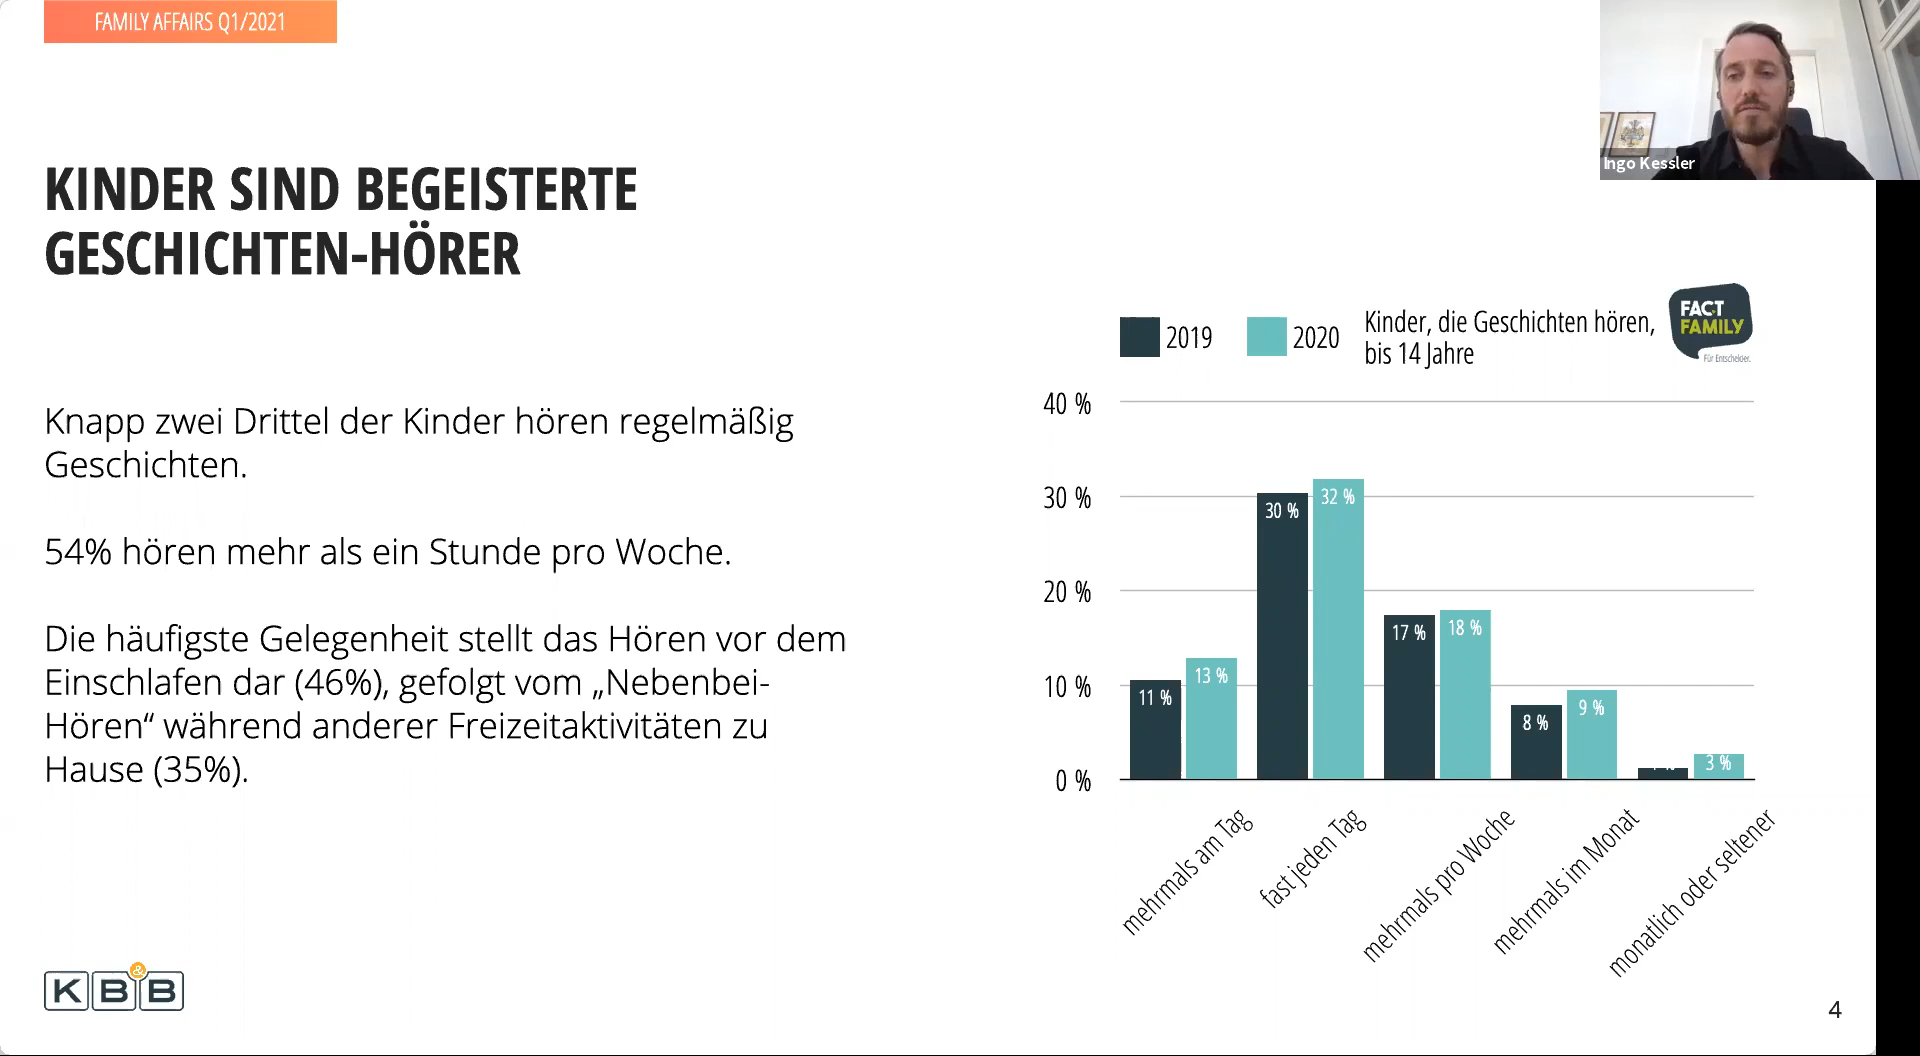 FAMILY AFFAIRS Q1/2021
Ingo Kessler
KINDER SIND BEGEISTERTE
GESCHICHTEN-HÖRER
Knapp zwei Drittel der Kinder hören regelmäßig
Geschichten.
54% hören mehr als ein Stunde pro Woche.
Die häufigste Gelegenheit stellt das Hören vor dem
Einschlafen dar (46%), gefolgt vom „Nebenbei-
Hören“ während anderer Freizeitaktivitäten zu
Hause (35%).
2019
2020
Kinder, die Geschichten hören,
bis 14 Jahre
FACT
FAMILY
Für Entscheider.
40 %
30 %
20 %
10 %
0 %
11 %
13 %
30 %
32 %
17 %
18 %
8 %
9 %
3 %
mehrmals am Tag
fast jeden Tag
mehrmals pro Woche
mehrmals im Monat
monatlich oder seltener
KB&B
4